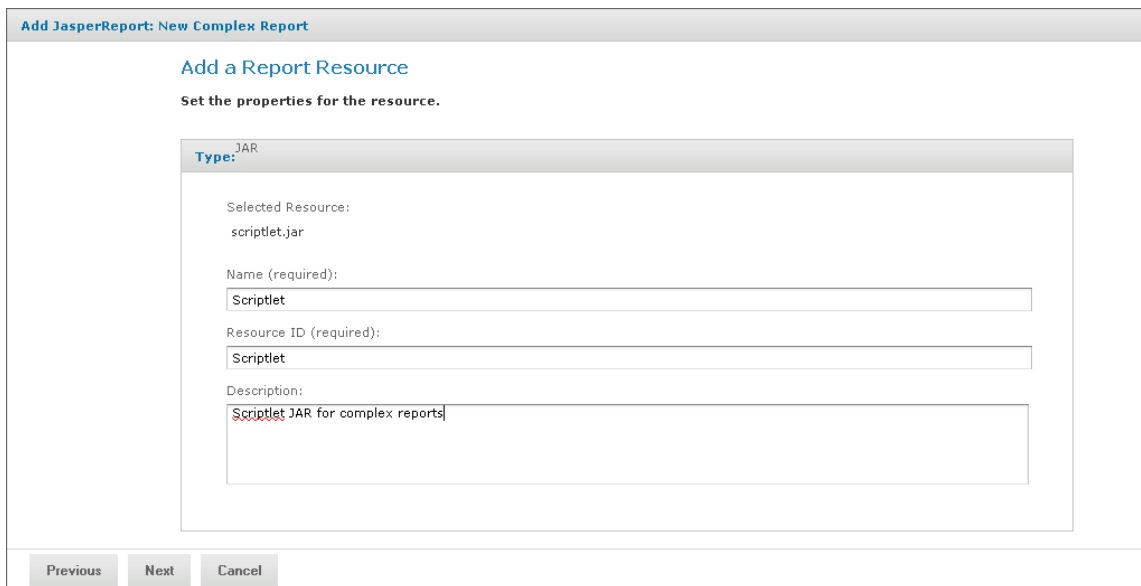 Add JasperReport: New Complex Report
Add a Report Resource
Set the properties for the resource.
Type: JAR
Selected Resource:
scriptlet.jar
Name (required):
Scriptlet
Resource ID (required):
Scriptlet
Description:
Scriptlet JAR for complex reports
Previous Next Cancel